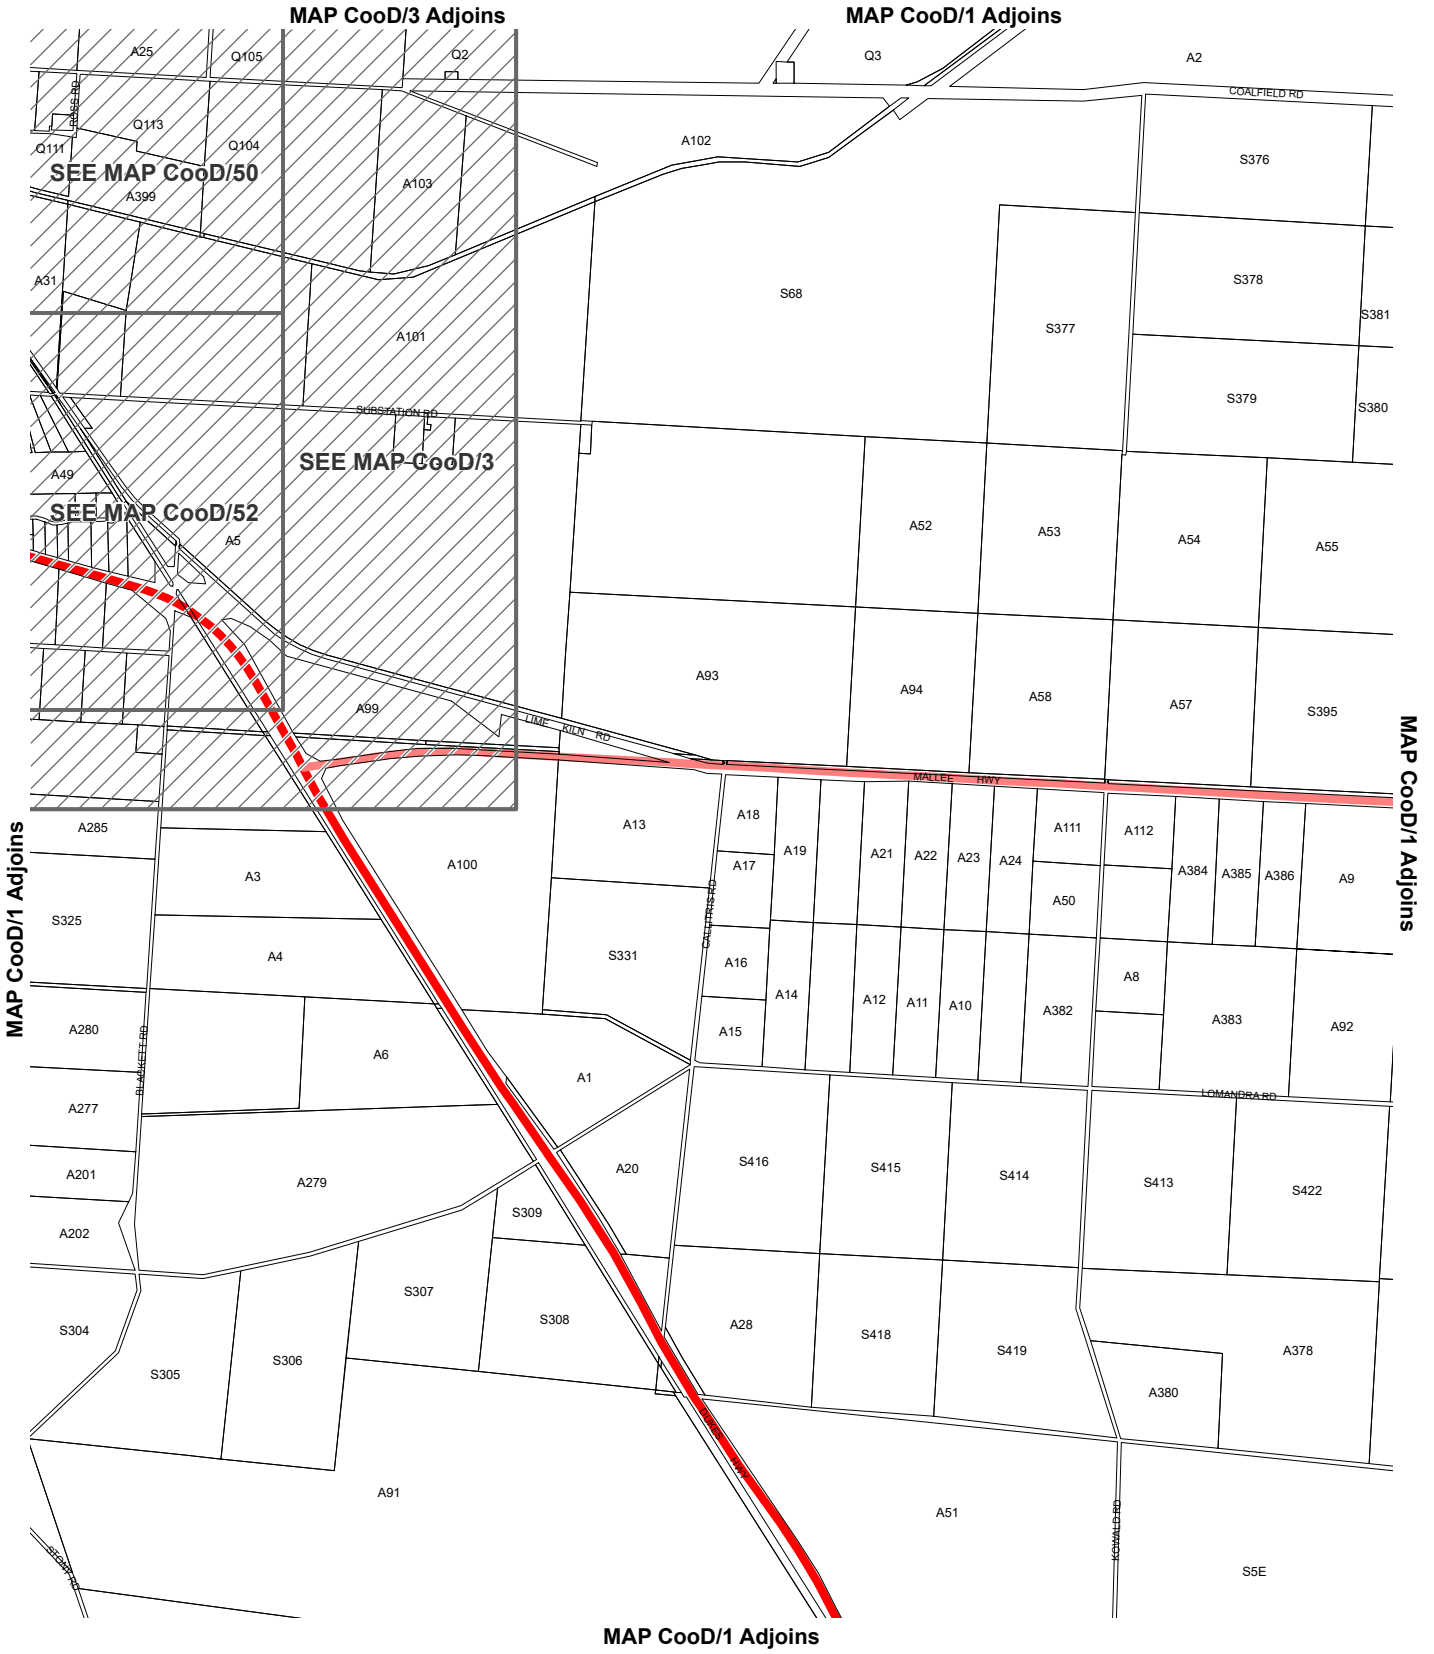 MAP CooD/3 Adjoins
MAP CooD/1 Adjoins
A25
Q105
Q2
Q3
A2
COALFIELD RD
ROSS RD
Q113
Q111
Q104
A102
S376
SEE MAP CooD/50
A103
A399
A31
S68
S378
S381
S377
A101
S379
S380
SUBSTATION RD
SEE MAP CooD/3
A49
SEE MAP CooD/52
A5
A52
A53
A54
A55
A93
A94
A58
A57
S395
A99
LIME KILN RD
MALLEE HWY
MAP CooD/1 Adjoins
MAP CooD/1 Adjoins
A285
A13
A18
A19
A21
A22
A23
A24
A111
A112
A384
A385
A386
A9
A3
A100
A17
A50
S325
CALLITRIS RD
A4
S331
A16
A14
A12
A11
A10
A382
A8
A383
A92
A280
A15
BLACKETT RD
A6
A1
LOMANDRA RD
A277
A201
A279
A20
S416
S415
S414
S413
S422
A202
S309
S304
S307
S308
A28
S418
S419
A378
S305
S306
A380
DUKES HWY
A91
A51
KOWALD RD
STONY RD
S5E
MAP CooD/1 Adjoins